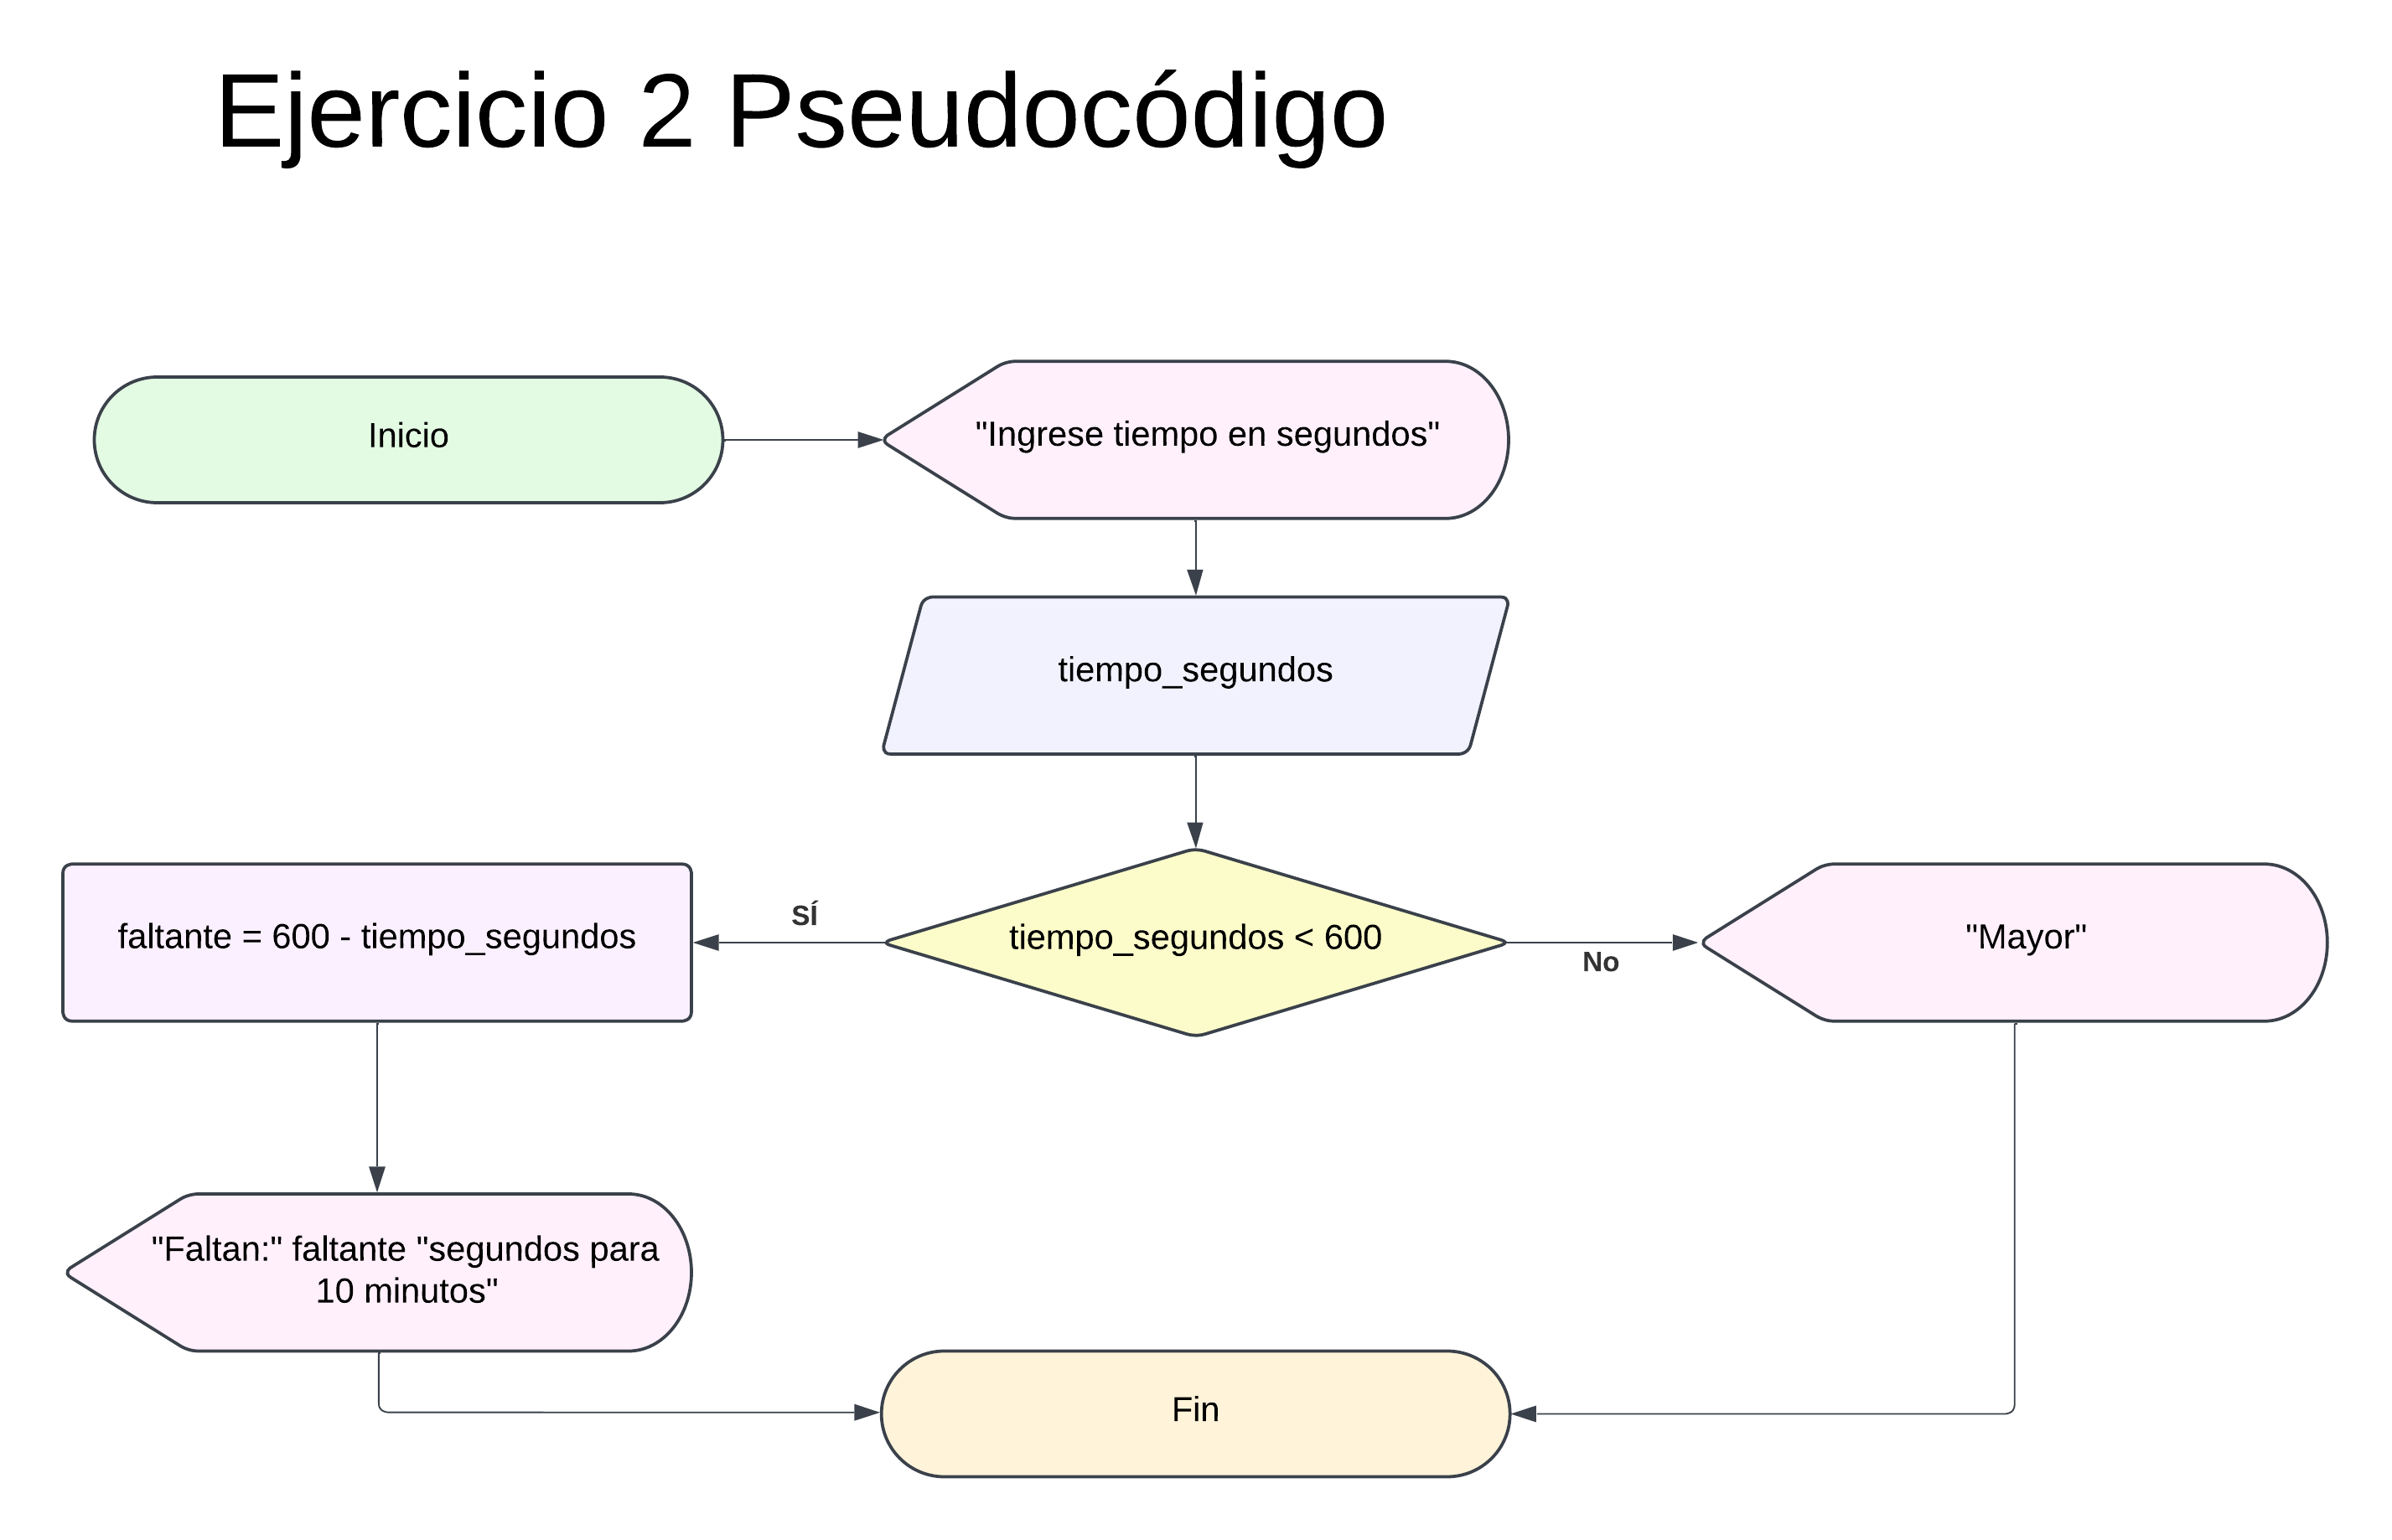 Ejercicio 2 Pseudocódigo
Inicio
"Ingrese tiempo en segundos"
tiempo_segundos
tiempo_segundos < 600
SÍ
No
faltante = 600 - tiempo_segundos
"Mayor"
"Faltan:" faltante "segundos para
10 minutos"
Fin